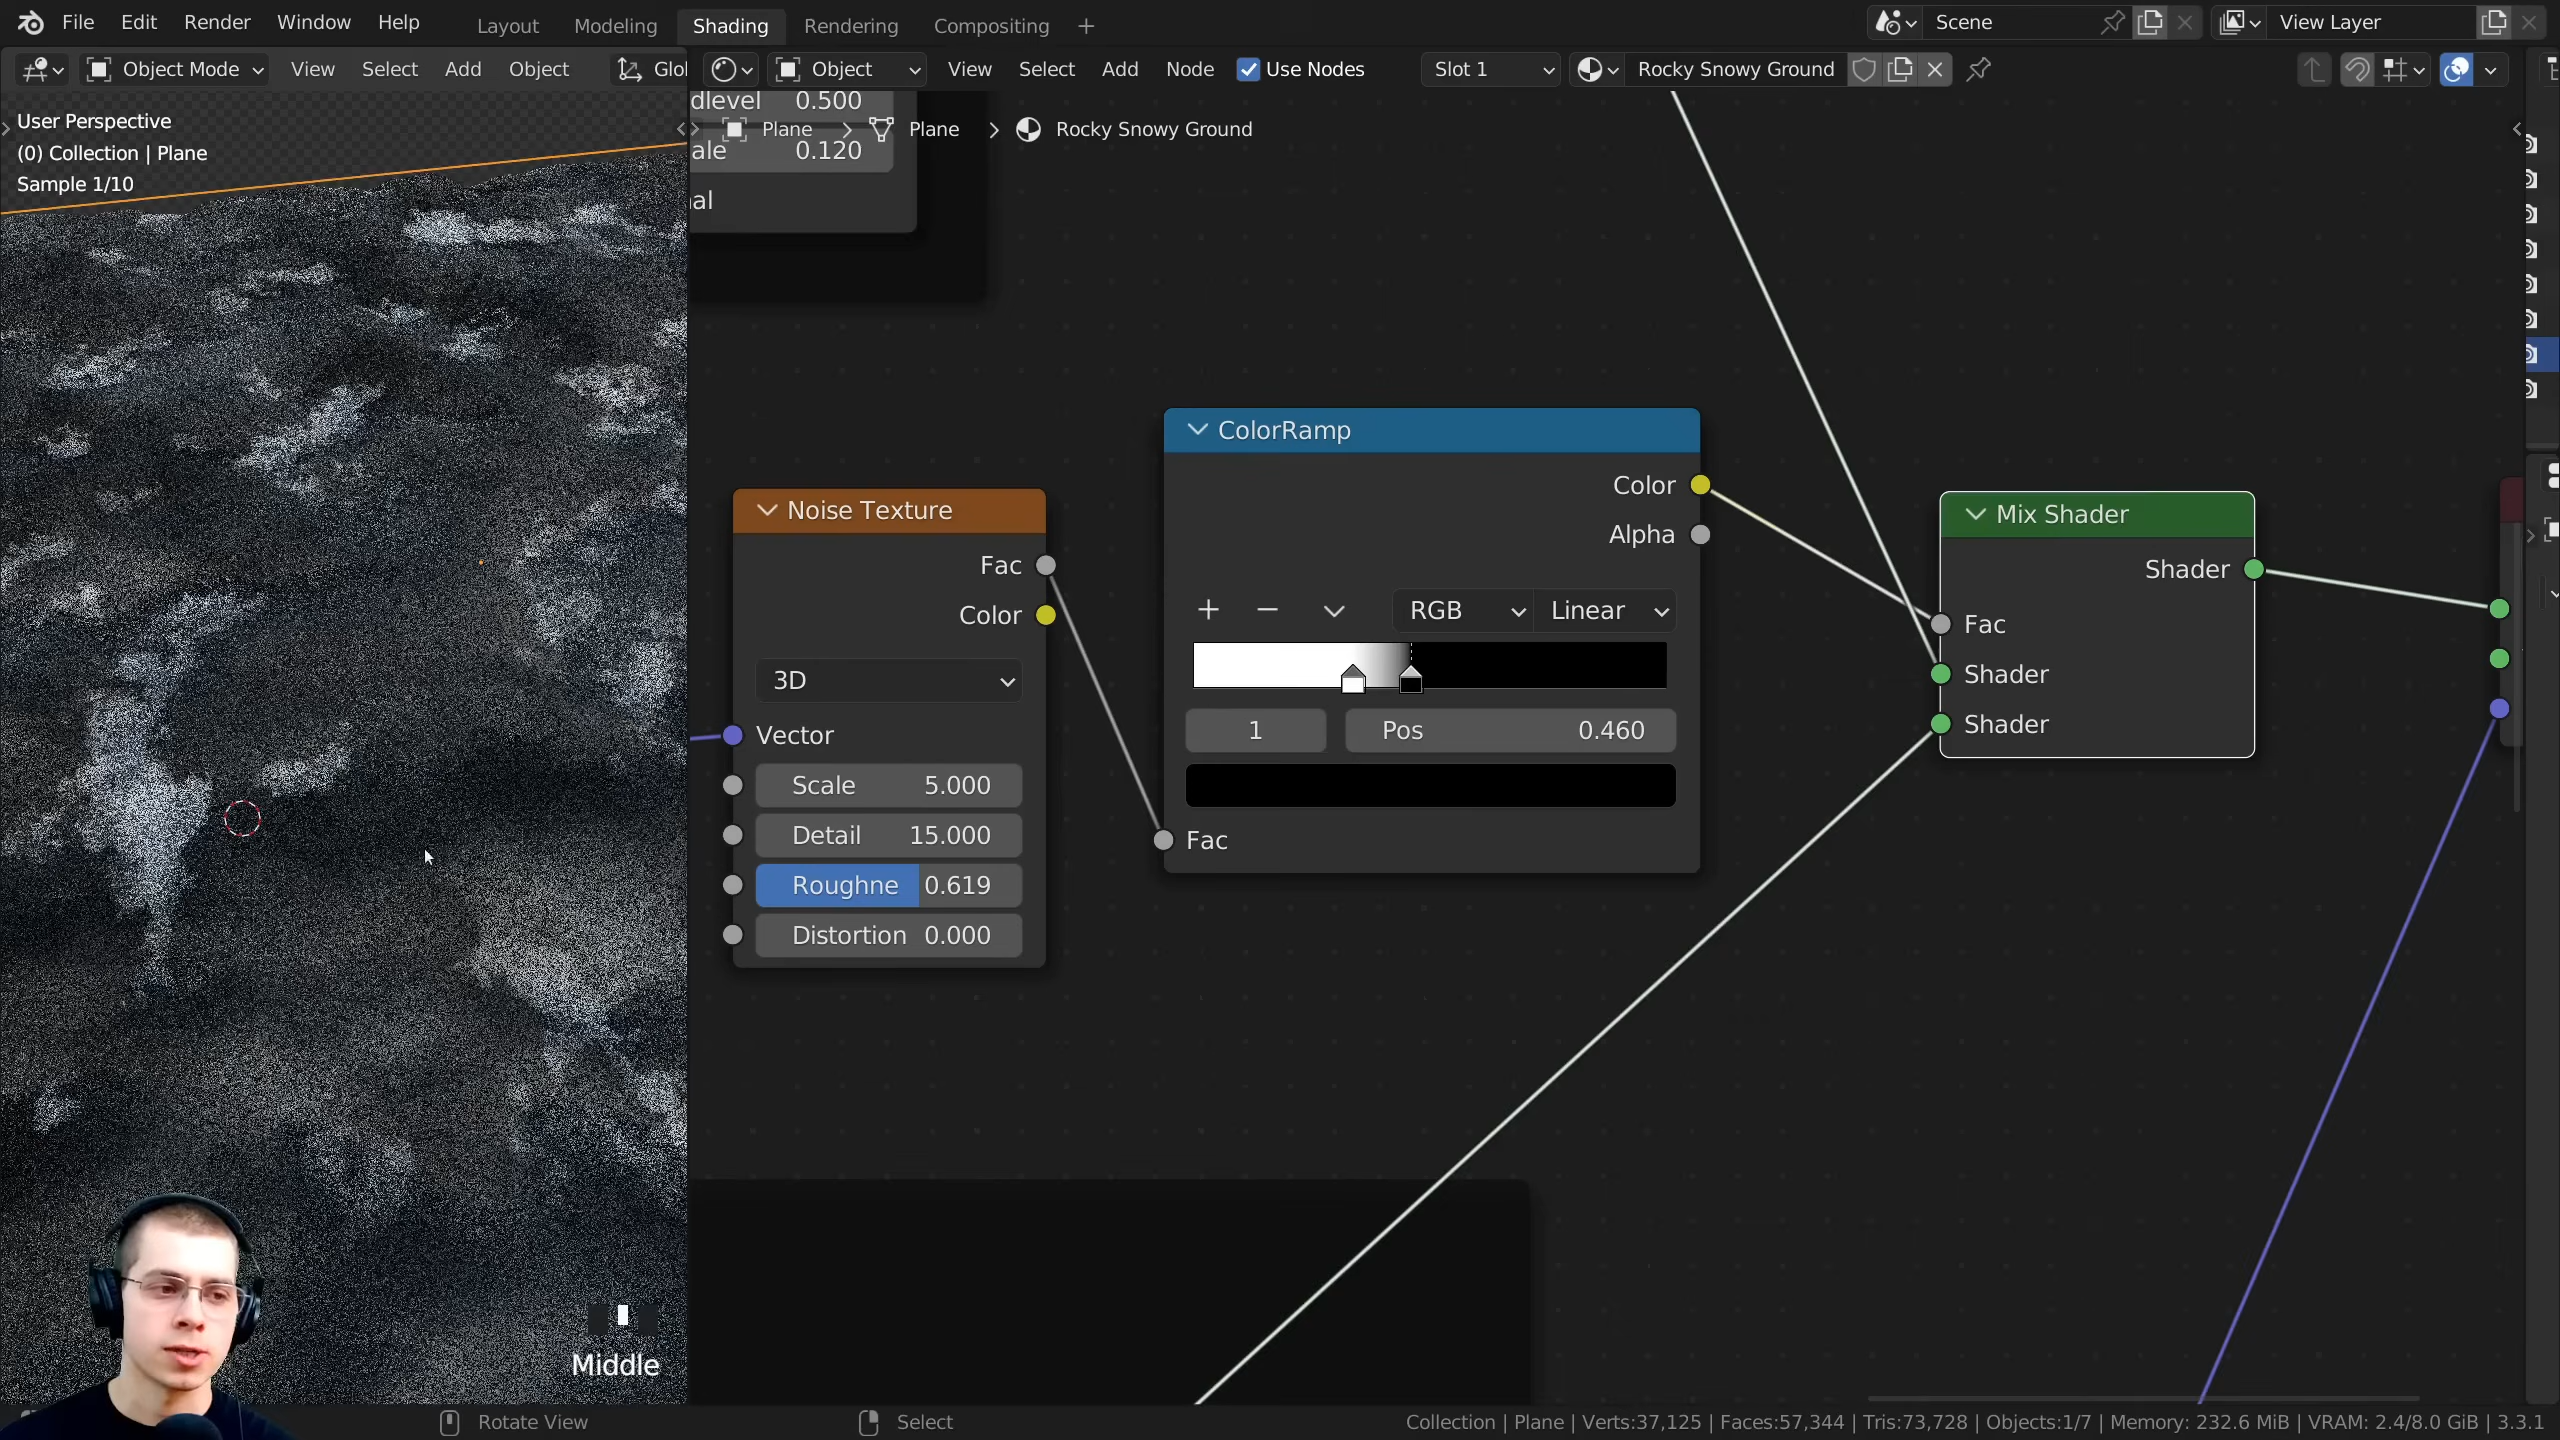 File Edit Render Window Help Layout Modeling Shading Rendering Compositing + Scene View Layer
Object Mode View Select Add Object Glol Object View Select Add Node Use Nodes Slot 1 Rocky Snowy Ground
User Perspective
(0) Collection | Plane
Sample 1/10
dlevel 0.500
Plane > Plane > Rocky Snowy Ground
ale 0.120
al
ColorRamp
Color
Alpha
RGB Linear
1 Pos 0.460
Fac
Noise Texture
Fac
Color
3D
Vector
Scale 5.000
Detail 15.000
Roughne 0.619
Distortion 0.000
Mix Shader
Shader
Fac
Shader
Shader
Middle
Rotate View Select Collection | Plane | Verts:37,125 | Faces:57,344 | Tris:73,728 | Objects:1/7 | Memory: 232.6 MiB | VRAM: 2.4/8.0 GiB | 3.3.1